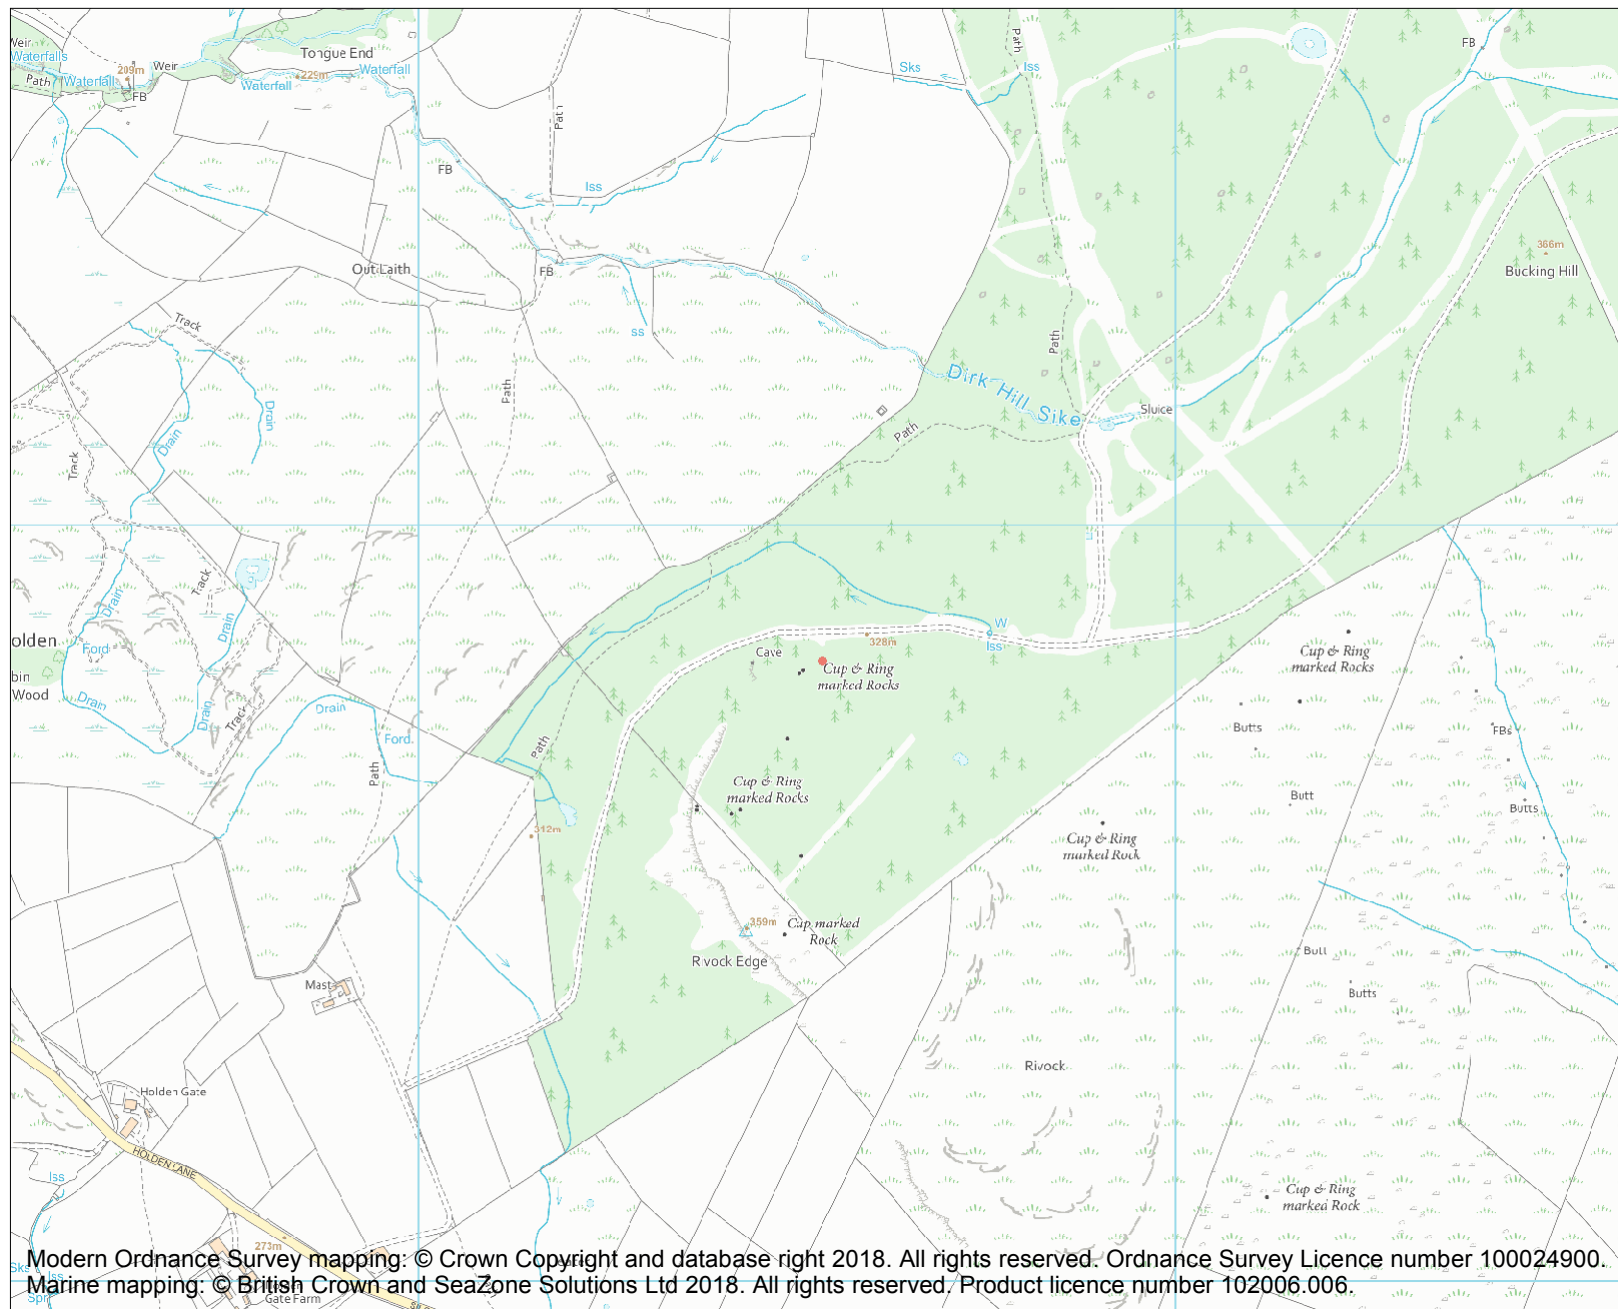 Weir
Waterfalls
Path
209m
Waterfall
FB
Weir
Tongue End
229m
Waterfall
Waterfall
Path
Sks
Iss
Path
FB
FB
Iss
366m
Bucking Hill
Out Laith
FB
Track
ss
Path
Path
Dirk Hill Sike
Sluice
Path
Drain
Drain
Track
Track
Drain
Drain
olden
Ford
bin
Wood
Drain
Drain
Track
Drain
Ford
Path
Path
W
Iss
328m
Cave
Cup & Ring
marked Rocks
Cup & Ring
marked Rocks
Butts
FBs
Cup & Ring
marked Rocks
Butt
Butts
312m
Cup & Ring
marked Rock
359m
Cup marked
Rock
Rivock Edge
Butt
Butts
Mast
Rivock
Holden Gate
HOLDEN LANE
Iss
Cup & Ring
marked Rock
273m
Modern Ordnance Survey mapping: © Crown Copyright and database right 2018. All rights reserved. Ordnance Survey Licence number 100024900.
Marine mapping: © British Crown and SeaZone Solutions Ltd 2018. All rights reserved. Product licence number 102006.006.
Sks
Iss
Spr
Gate Farm